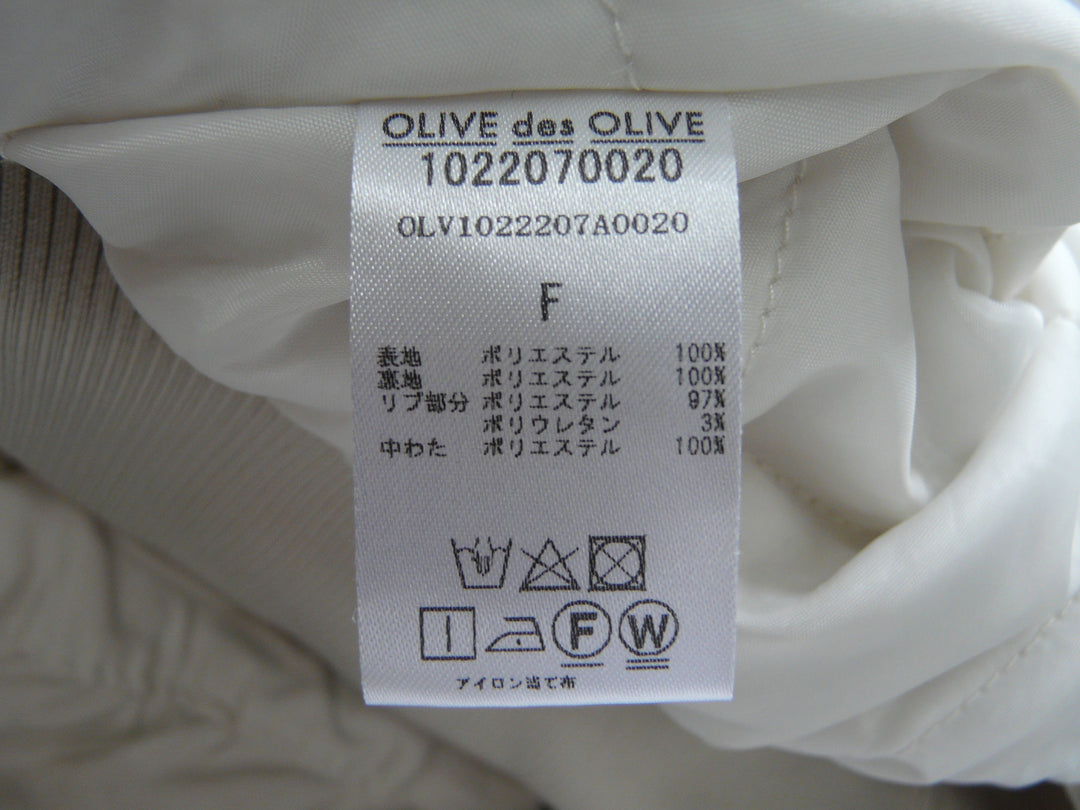 OLIVE des OLIVE
1022070020
OLV1022207A0020
F
表地 ポリエステル 100%
裏地 ポリエステル 100%
リブ部分 ポリエステル 97%
ポリウレタン 3%
中わた ポリエステル 100%
F W
アイロン当て布